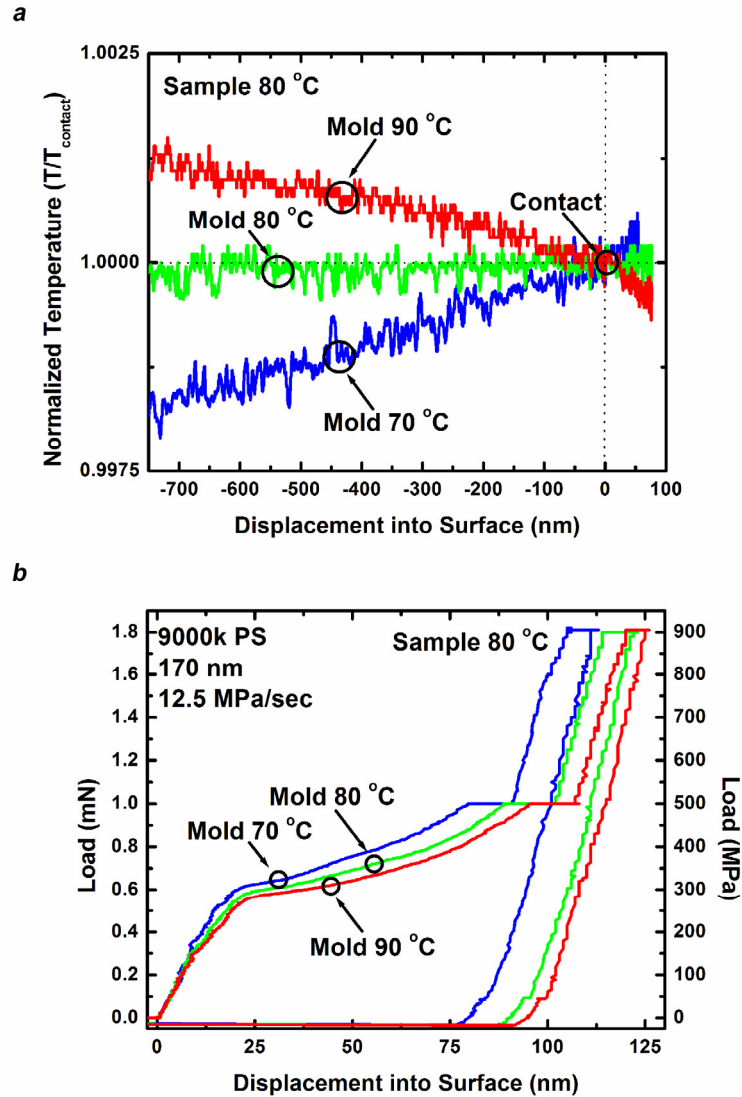 a
1.0025
Sample 80 °C
Mold 90 °C
Mold 80 °C
Contact
1.0000
Mold 70 °C
0.9975
Normalized Temperature (T/Tcontact)
-700 -600 -500 -400 -300 -200 -100 0 100
Displacement into Surface (nm)
b
9000k PS
170 nm
12.5 MPa/sec
Sample 80 °C
Mold 80 °C
Mold 70 °C
Mold 90 °C
1.8
1.6
1.4
1.2
1.0
0.8
0.6
0.4
0.2
0.0
Load (mN)
900
800
700
600
500
400
300
200
100
0
Load (MPa)
0 25 50 75 100 125
Displacement into Surface (nm)